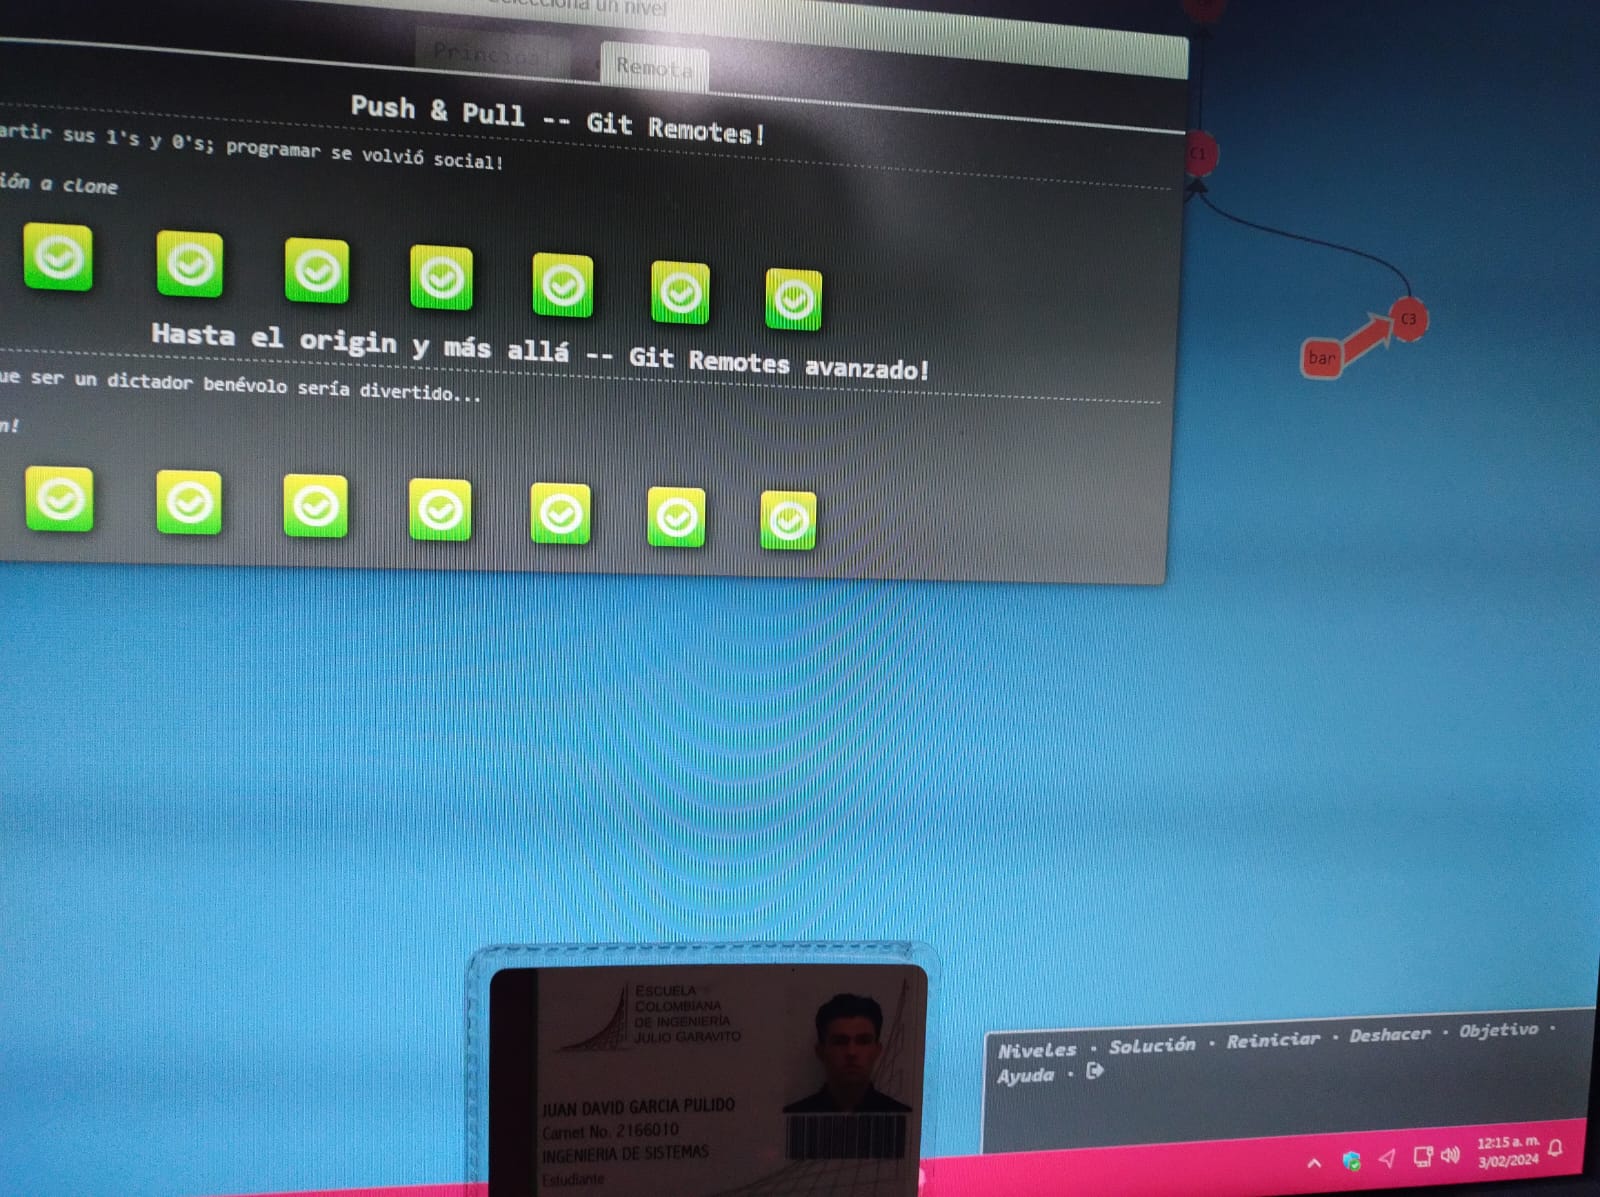 Selecciona un nivel
Principal
Remota
Push & Pull -- Git Remotes!
artir sus 1's y 0's; programar se volvió social!
ión a clone
Hasta el origin y más allá -- Git Remotes avanzado!
ue ser un dictador benévolo sería divertido...
n!
C1
C3
bar
ESCUELA
COLOMBIANA
DE INGENIERÍA
JULIO GARAVITO
JUAN DAVID GARCIA PULIDO
Carnet No. 2166010
INGENIERIA DE SISTEMAS
Estudiante
Niveles · Solución · Reiniciar · Deshacer · Objetivo ·
Ayuda ·
12:15 a. m.
3/02/2024